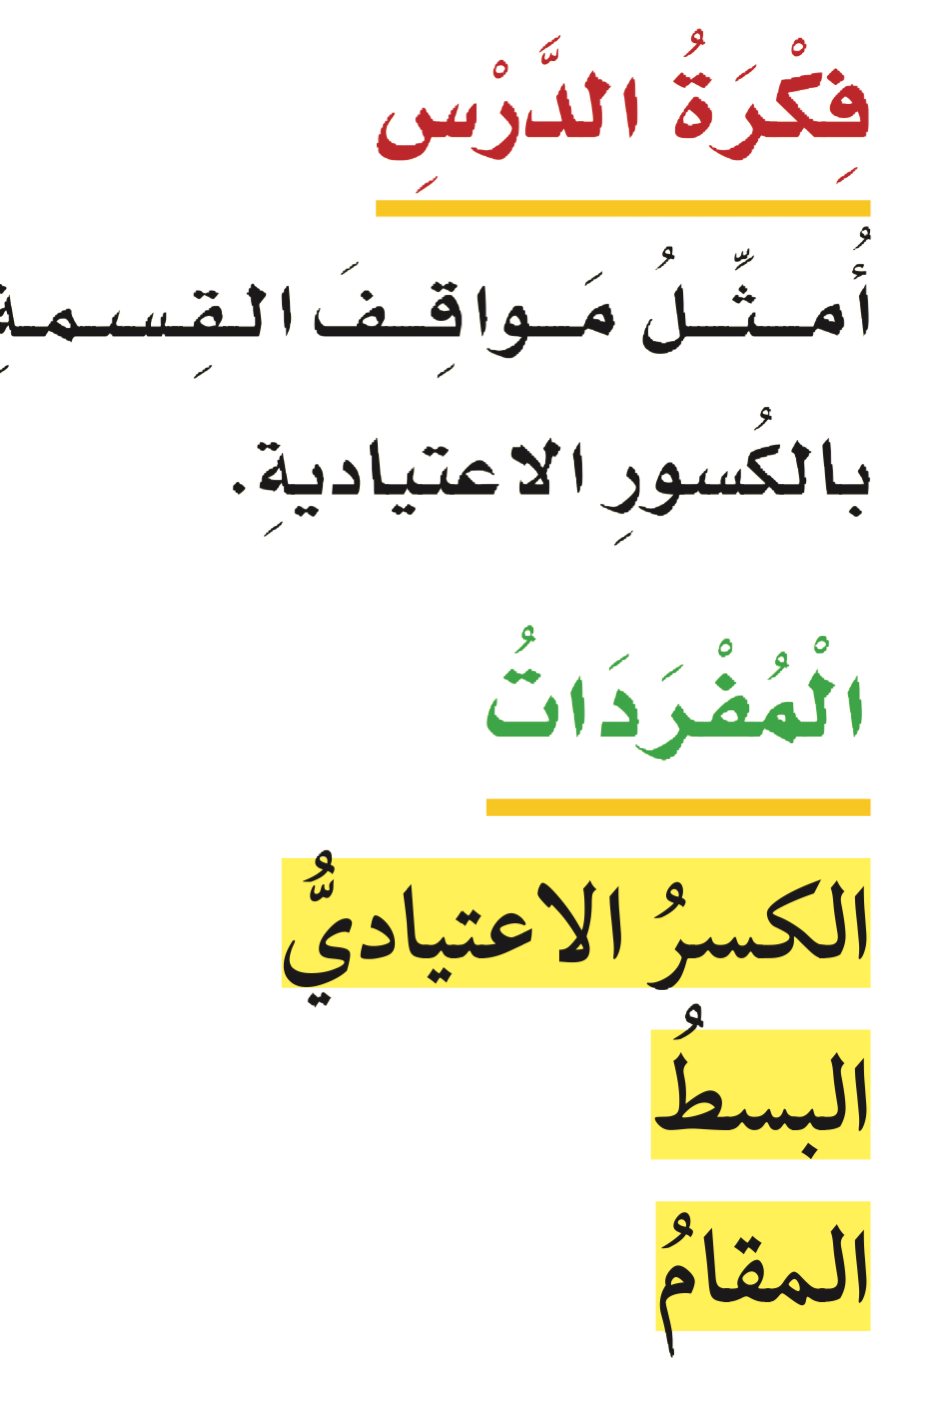 فِكْرَةُ الدَّرْسِ
أُمثِّلُ مَواقِفَ القِسمةِ
بالكُسورِ الاعتياديةِ.
الْمُفْرَدَاتُ
الكسرُ الاعتياديُّ
البسطُ
المقامُ